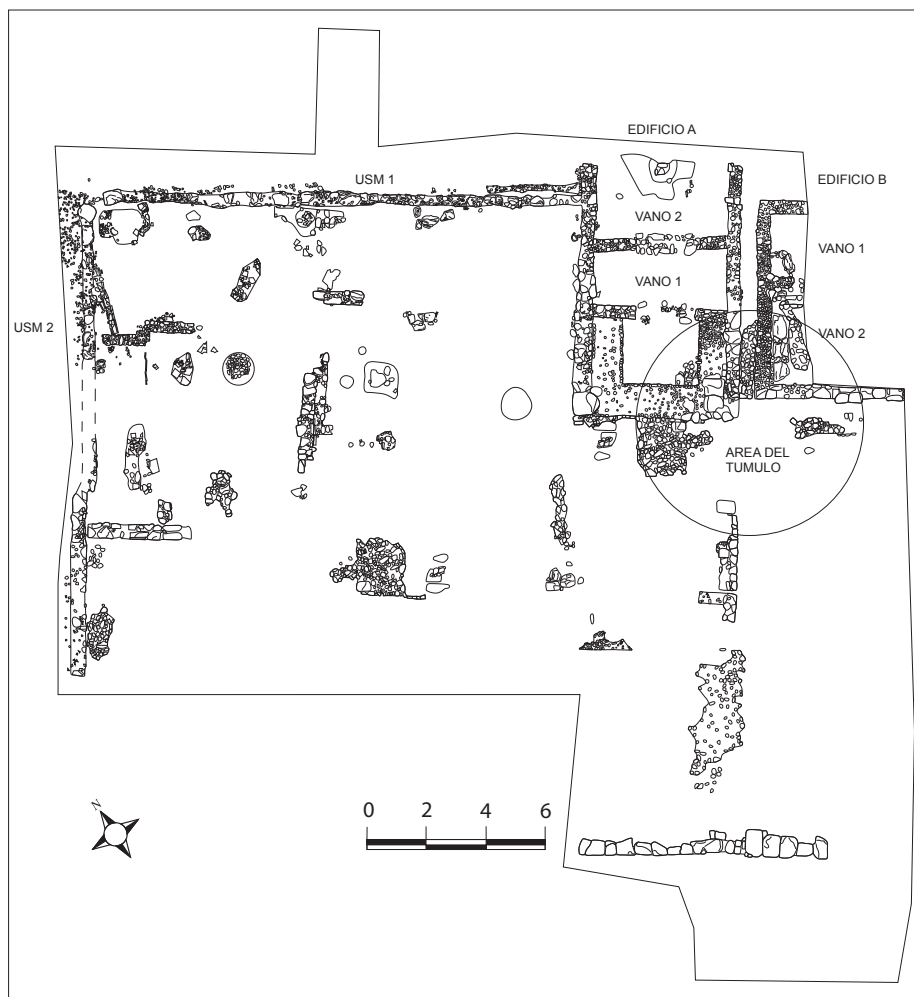 EDIFICIO A
USM 1
EDIFICIO B
VANO 2
VANO 1
VANO 1
USM 2
VANO 2
AREA DEL
TUMULO
N
0 2 4 6